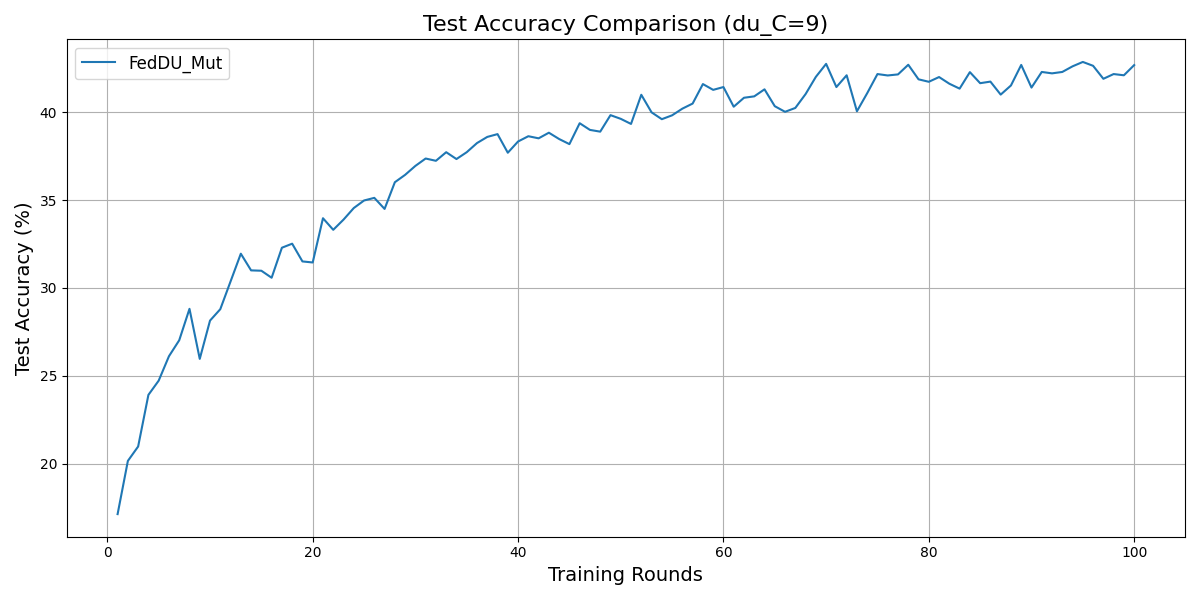 Test Accuracy Comparison (du_C=9)
FedDU_Mut
Test Accuracy (%)
40
35
30
25
20
0 20 40 60 80 100
Training Rounds